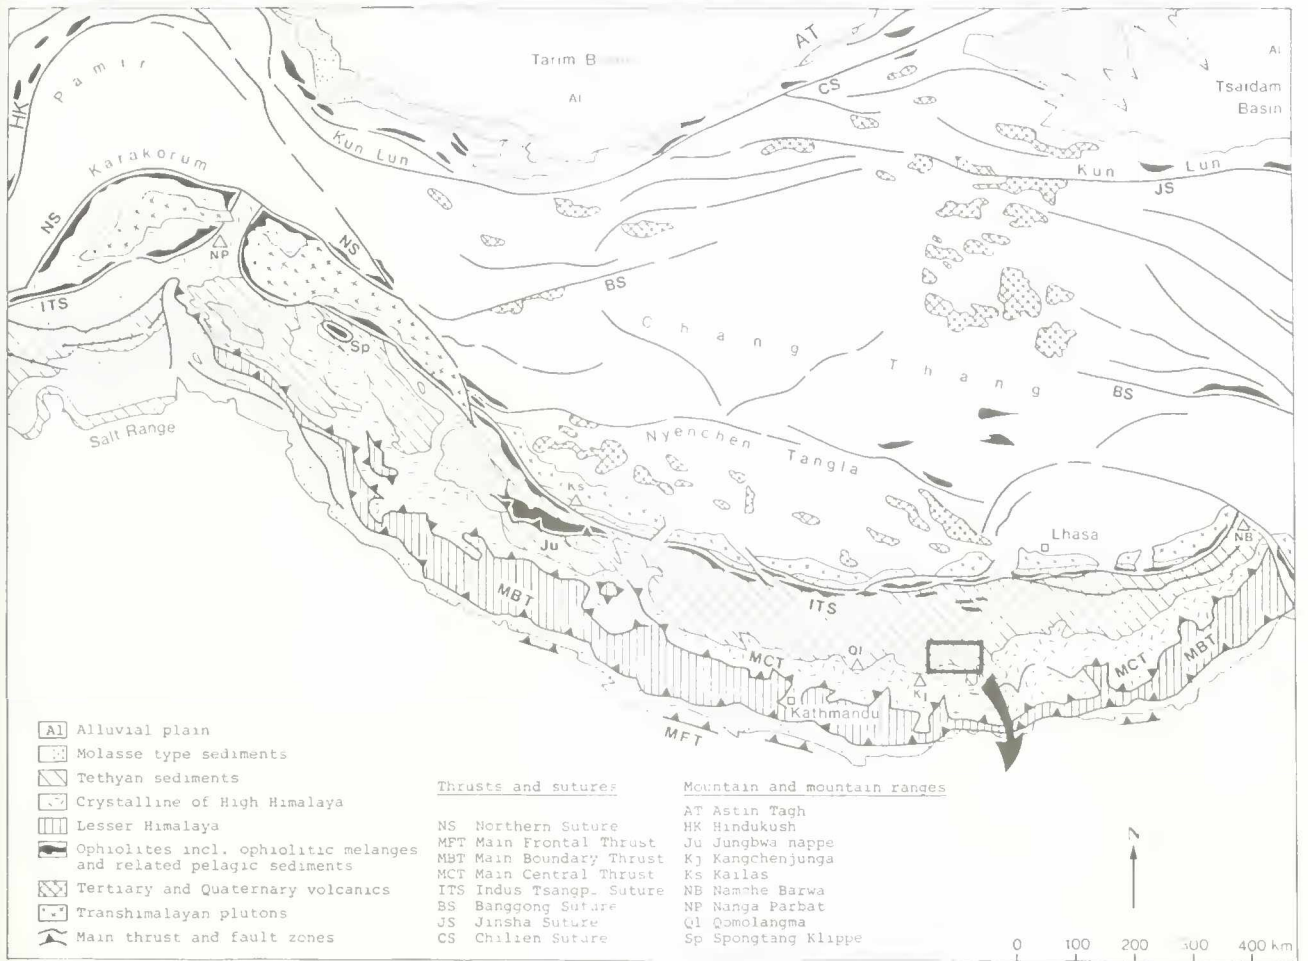 AT
Tarim B
Al
Al
Tsaidam
Basin
CS
HK
Pamir
Kun Lun
Karakorum
Kun Lun
JS
NS
NS
NP
ITS
BS
Sp
Chang
Thang
BS
Salt Range
Nyenchen
Tangla
Ks
Ju
Lhasa
NB
MBT
ITS
MCT
Ql
MCT
MBT
Kj
Kathmandu
MFT
Al Alluvial plain
Molasse type sediments
Tethyan sediments
Crystalline of High Himalaya
Lesser Himalaya
Ophiolites incl. ophiolitic melanges
and related pelagic sediments
Tertiary and Quaternary volcanics
Transhimalayan plutons
Main thrust and fault zones
Thrusts and sutures
NS Northern Suture
MFT Main Frontal Thrust
MBT Main Boundary Thrust
MCT Main Central Thrust
ITS Indus Tsangp Suture
BS Banggong Suture
JS Jinsha Suture
CS Chilien Suture
Mountain and mountain ranges
AT Astin Tagh
HK Hindukush
Ju Jungbwa nappe
Kj Kangchenjunga
Ks Kailas
NB Namche Barwa
NP Nanga Parbat
Ql Qomolangma
Sp Spongtang Klippe
N
0 100 200 300 400 km